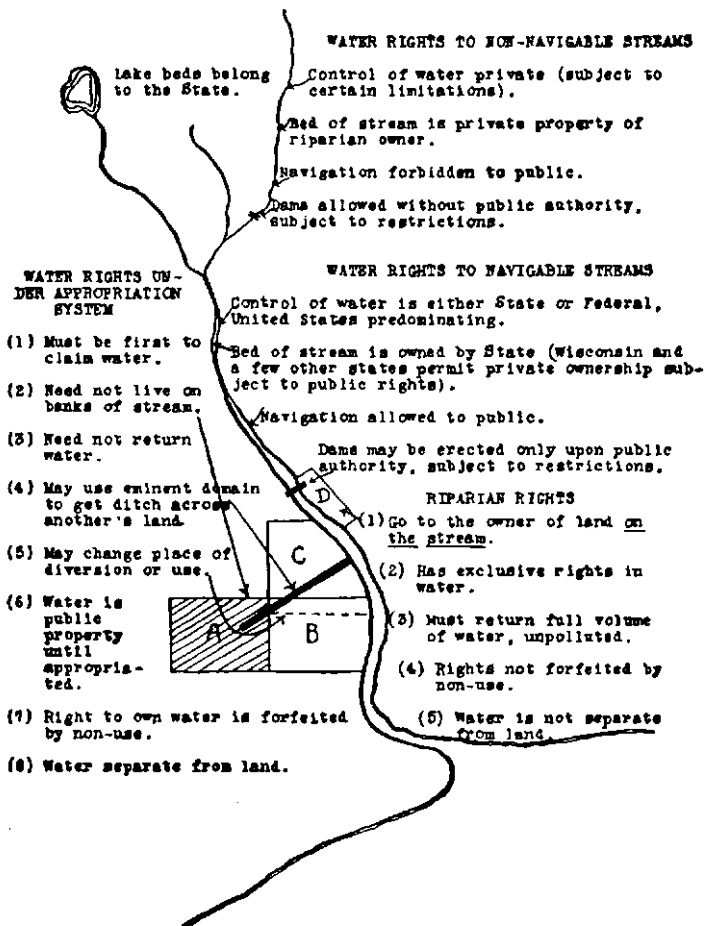 WATER RIGHTS TO NON-NAVIGABLE STREAMS
Lake beds belong
to the State.
Control of water private (subject to
certain limitations).
Bed of stream is private property of
riparian owner.
Navigation forbidden to public.
Dams allowed without public authority,
subject to restrictions.
WATER RIGHTS UN-
DER APPROPRIATION
SYSTEM
(1) Must be first to
claim water.
(2) Need not live on
banks of stream.
(3) Need not return
water.
(4) May use eminent domain
to get ditch across
another's land.
(5) May change place of
diversion or use.
(6) Water is
public
property
until
appropria-
ted.
(7) Right to own water is forfeited
by non-use.
(8) Water separate from land.
WATER RIGHTS TO NAVIGABLE STREAMS
Control of water is either State or Federal,
United States predominating.
Bed of stream is owned by State (Wisconsin and
a few other states permit private ownership sub-
ject to public rights).
Navigation allowed to public.
Dams may be erected only upon public
authority, subject to restrictions.
D
C
A
B
RIPARIAN RIGHTS
(1) Go to the owner of land on
the stream.
(2) Has exclusive rights in
water.
(3) Must return full volume
of water, unpolluted.
(4) Rights not forfeited by
non-use.
(5) Water is not separate
from land.